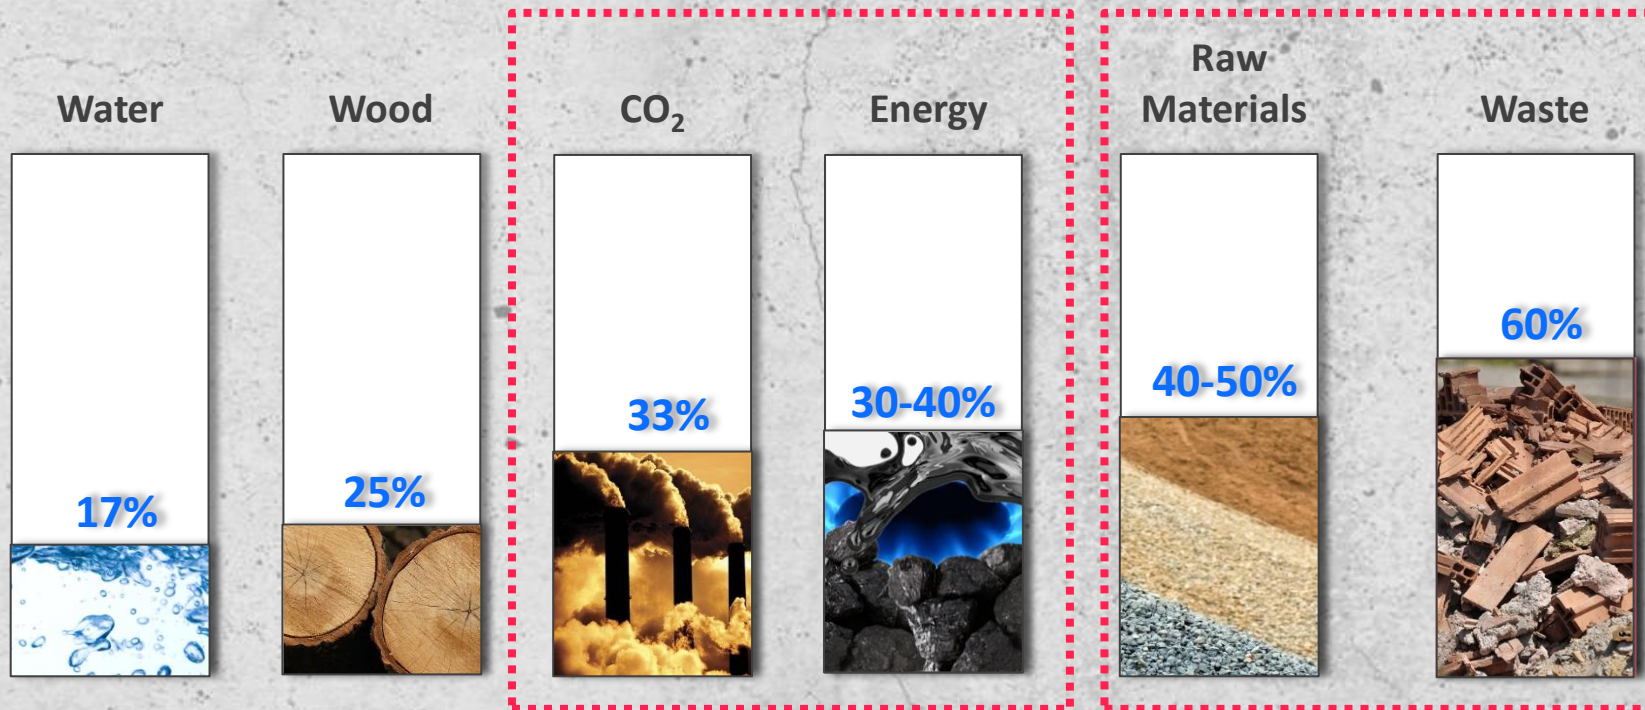 Water
Wood
CO₂
Energy
Raw
Materials
Waste
17%
25%
33%
30-40%
40-50%
60%